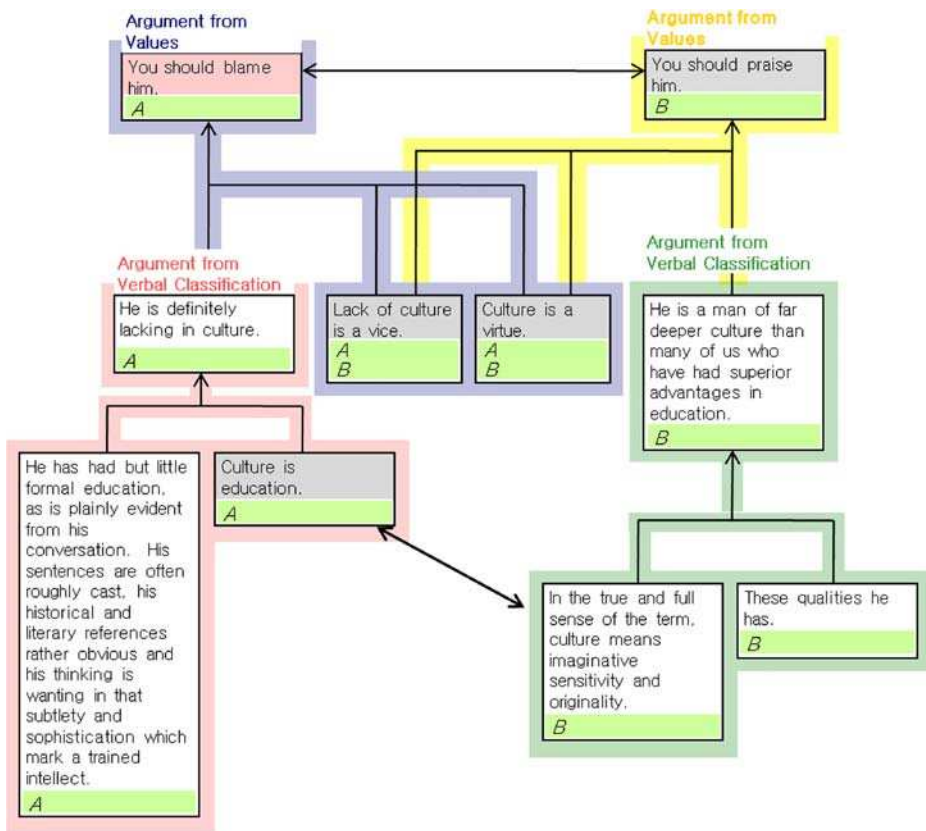 Argument from
Values
You should blame
him.
A
Argument from
Values
You should praise
him.
B
Argument from
Verbal Classification
He is definitely
lacking in culture.
A
Lack of culture
is a vice.
A
B
Culture is a
virtue.
A
B
Argument from
Verbal Classification
He is a man of far
deeper culture than
many of us who
have had superior
advantages in
education.
B
He has had but little
formal education,
as is plainly evident
from his
conversation. His
sentences are often
roughly cast, his
historical and
literary references
rather obvious and
his thinking is
wanting in that
subtlety and
sophistication which
mark a trained
intellect.
A
Culture is
education.
A
In the true and full
sense of the term,
culture means
imaginative
sensitivity and
originality.
B
These qualities he
has.
B